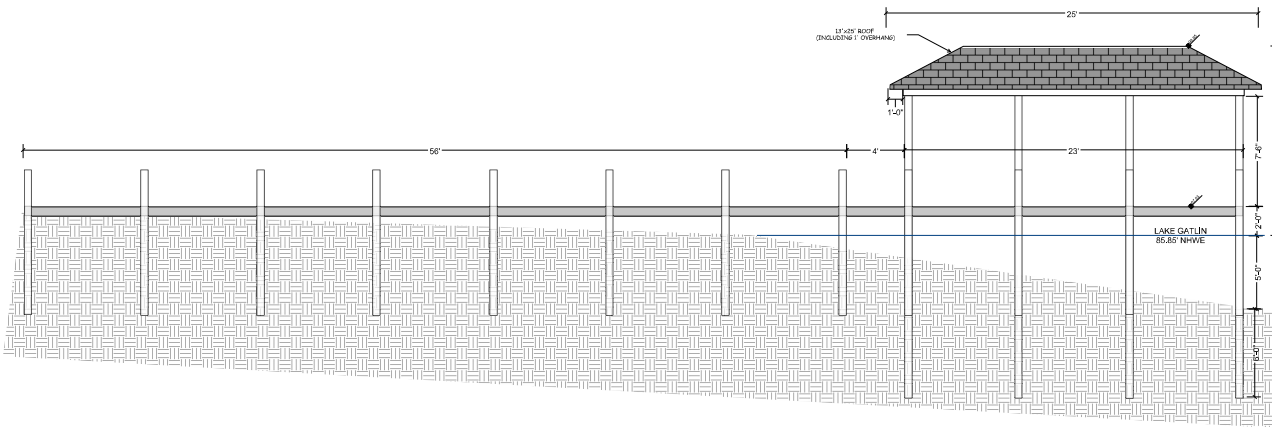 25'
13'x25' ROOF
(INCLUDING 1' OVERHANG)
1'-0"
56'
4'
23'
7'-6"
2'-0"
LAKE GATLIN
85.85' NHWE
5'-0"
6'-0"